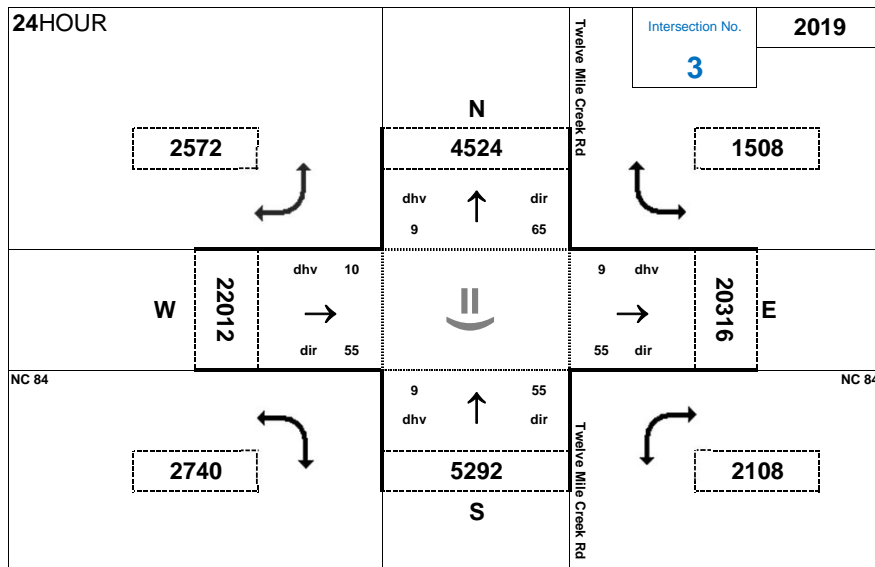 24HOUR
Intersection No.
3
2019
Twelve Mile Creek Rd
N
2572
4524
1508
dhv
dir
9
65
W
22012
dhv 10
dir 55
9 dhv
55 dir
20316
E
NC 84
NC 84
9
55
dhv
dir
2740
5292
2108
S
Twelve Mile Creek Rd